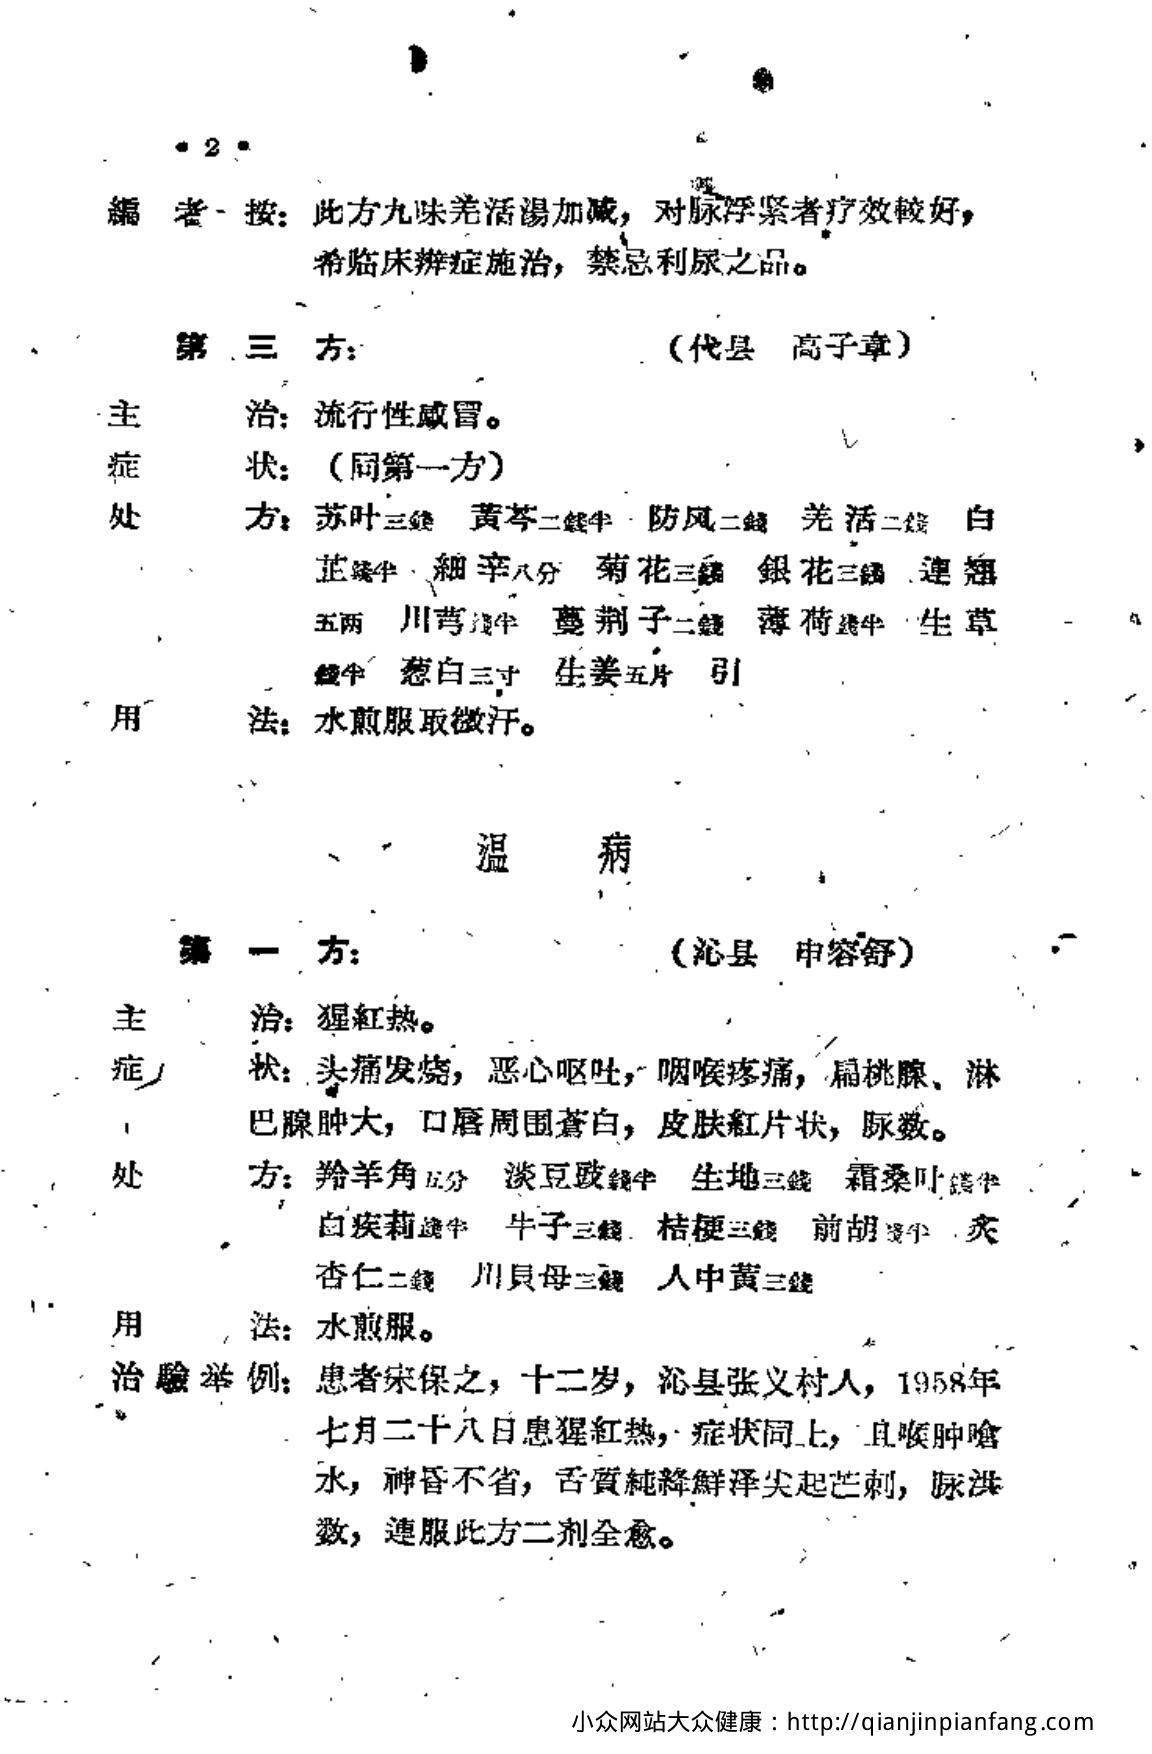 • 2 •
編者按：此方九味羌活湯加减，对脉浮紧者疗效較好，
希临床辨症施治，禁忌利尿之品。
第三方：（代县 高子章）
主治：流行性感冒。
症状：（同第一方）
处方：苏叶三錢 黃芩二錢半 防风二錢 羌活二錢 白
芷錢半 細辛八分 菊花三錢 銀花三錢 連翘
五两 川芎錢半 蔓荆子二錢 薄荷錢半 生草
錢半 葱白三寸 生姜五片 引
用法：水煎服取微汗。
温病
第一方：（沁县 申容舒）
主治：猩紅热。
症状：头痛发烧，恶心呕吐，咽喉疼痛，扁桃腺、淋
巴腺肿大，口唇周围蒼白，皮肤紅片状，脉数。
处方：羚羊角五分 淡豆豉錢半 生地三錢 霜桑叶錢半
白疾莉錢半 牛子三錢 桔梗三錢 前胡錢半 炙
杏仁二錢 川貝母三錢 人中黃三錢
用法：水煎服。
治驗举例：患者宋保之，十二岁，沁县张义村人，1958年
七月二十八日患猩紅热，症状同上，且喉肿嗆
水，神昏不省，舌質純絳鮮泽尖起芒刺，脉洪
数，連服此方二剂全愈。
小众网站大众健康：http://qianjinpianfang.com